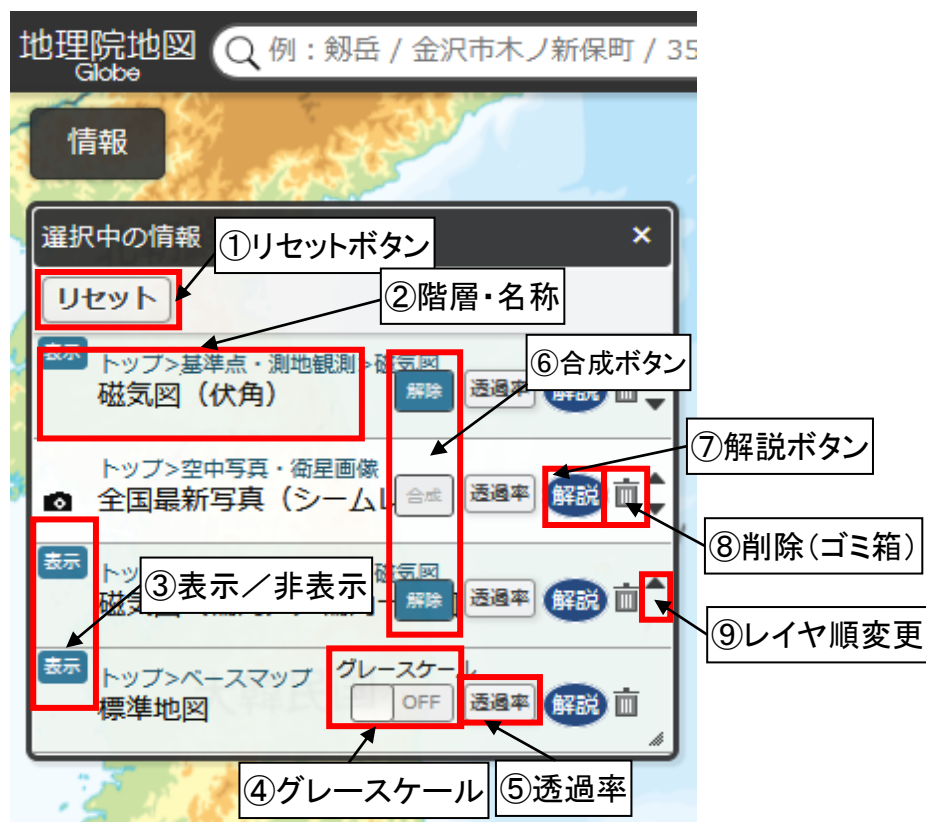 地理院地図
Globe
例：剱岳 / 金沢市木ノ新保町 / 35
情報
選択中の情報
×
①リセットボタン
リセット
②階層・名称
表示
トップ>基準点・測地観測>磁気図
磁気図（伏角）
解除
透過率
解説
⑥合成ボタン
⑦解説ボタン
トップ>空中写真・衛星画像
全国最新写真（シームレ
合成
透過率
解説
⑧削除（ゴミ箱）
表示
トッ
磁気図
③表示／非表示
磁気
解除
透過率
解説
⑨レイヤ順変更
表示
トップ>ベースマップ
標準地図
グレースケール
OFF
透過率
解説
④グレースケール
⑤透過率